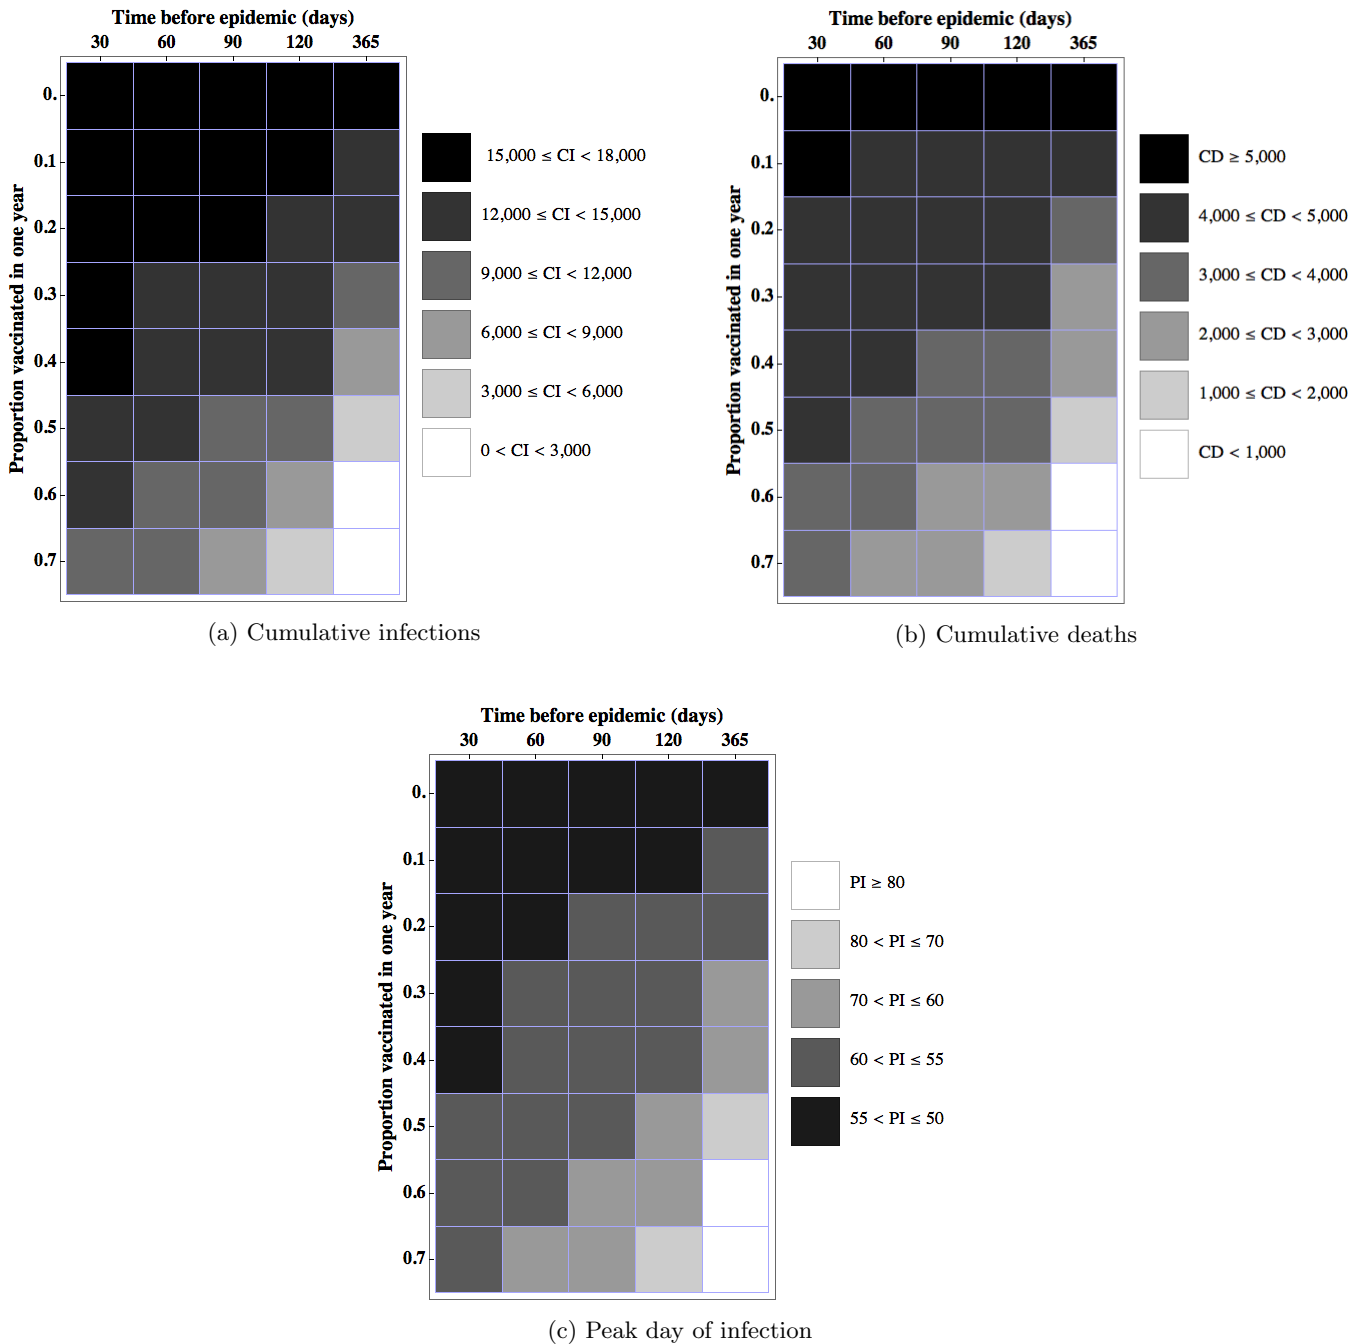 Time before epidemic (days)
30 60 90 120 365
Proportion vaccinated in one year
0.
0.1
0.2
0.3
0.4
0.5
0.6
0.7
15,000 ≤ CI < 18,000
12,000 ≤ CI < 15,000
9,000 ≤ CI < 12,000
6,000 ≤ CI < 9,000
3,000 ≤ CI < 6,000
0 < CI < 3,000
(a) Cumulative infections
Time before epidemic (days)
30 60 90 120 365
Proportion vaccinated in one year
0.
0.1
0.2
0.3
0.4
0.5
0.6
0.7
CD ≥ 5,000
4,000 ≤ CD < 5,000
3,000 ≤ CD < 4,000
2,000 ≤ CD < 3,000
1,000 ≤ CD < 2,000
CD < 1,000
(b) Cumulative deaths
Time before epidemic (days)
30 60 90 120 365
Proportion vaccinated in one year
0.
0.1
0.2
0.3
0.4
0.5
0.6
0.7
PI ≥ 80
80 < PI ≤ 70
70 < PI ≤ 60
60 < PI ≤ 55
55 < PI ≤ 50
(c) Peak day of infection